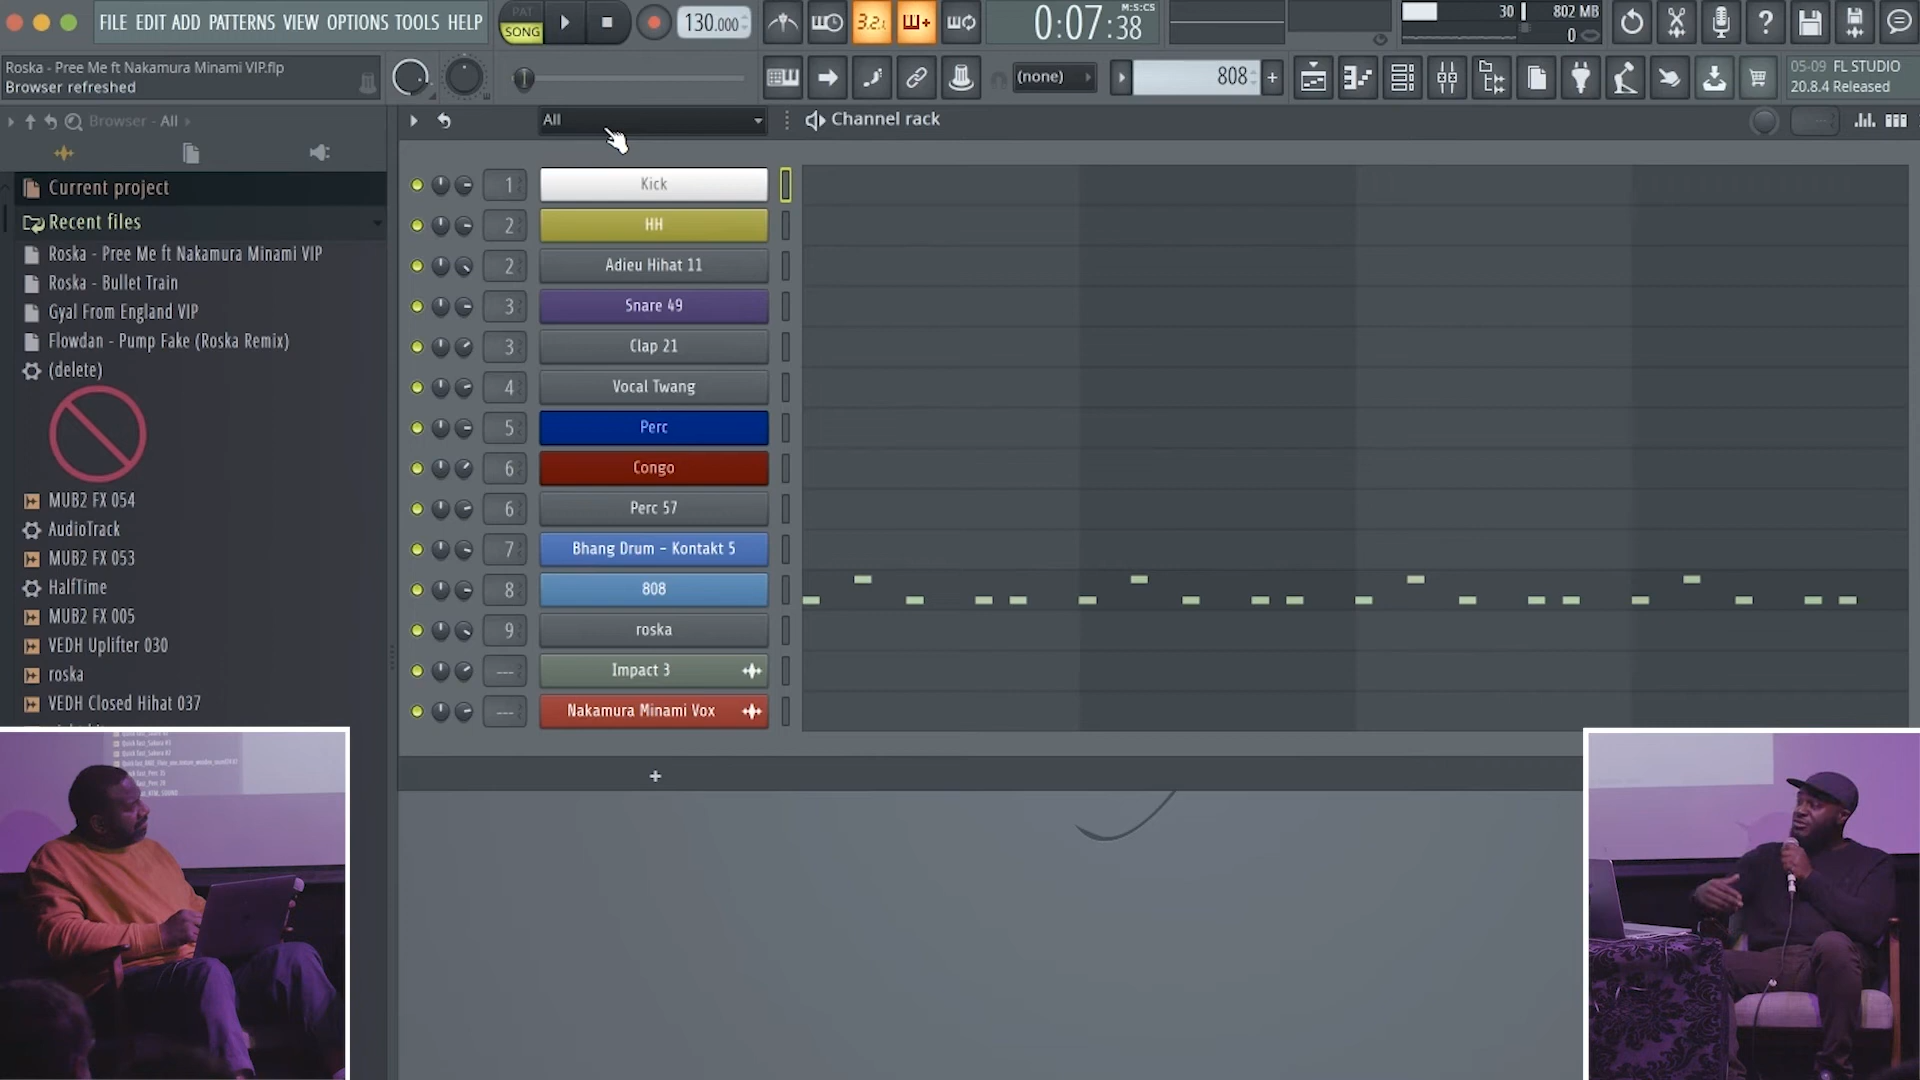 FILE EDIT ADD PATTERNS VIEW OPTIONS TOOLS HELP
PAT
SONG
130.000
3.2.
0:07:38
M:S:CS
30
802 MB
0
Roska - Pree Me ft Nakamura Minami VIP.flp
Browser refreshed
(none)
808
05-09 FL STUDIO
20.8.4 Released
Browser - All
All
Channel rack
Current project
Recent files
Roska - Pree Me ft Nakamura Minami VIP
Roska - Bullet Train
Gyal From England VIP
Flowdan - Pump Fake (Roska Remix)
(delete)
MUB2 FX 054
AudioTrack
MUB2 FX 053
HalfTime
MUB2 FX 005
VEDH Uplifter 030
roska
VEDH Closed Hihat 037
1 Kick
2 HH
2 Adieu Hihat 11
3 Snare 49
3 Clap 21
4 Vocal Twang
5 Perc
6 Congo
6 Perc 57
7 Bhang Drum - Kontakt 5
8 808
9 roska
--- Impact 3
--- Nakamura Minami Vox
+